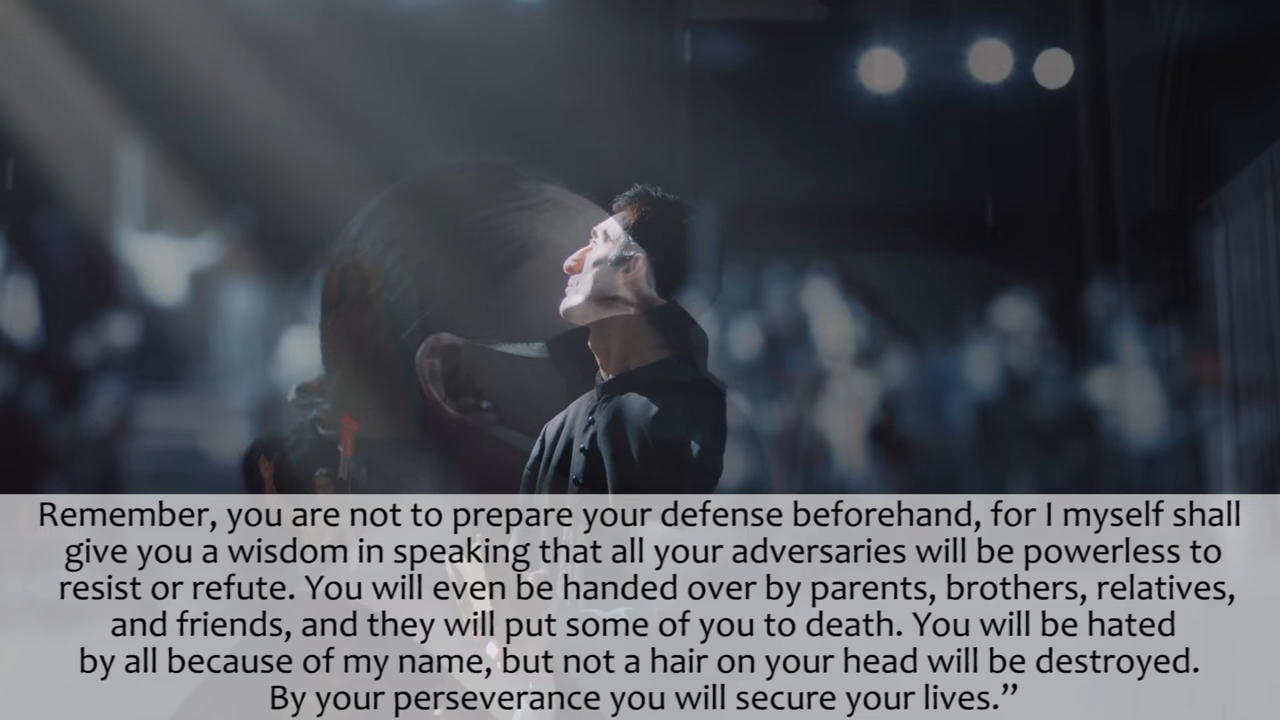 Remember, you are not to prepare your defense beforehand, for I myself shall
give you a wisdom in speaking that all your adversaries will be powerless to
resist or refute. You will even be handed over by parents, brothers, relatives,
and friends, and they will put some of you to death. You will be hated
by all because of my name, but not a hair on your head will be destroyed.
By your perseverance you will secure your lives.”